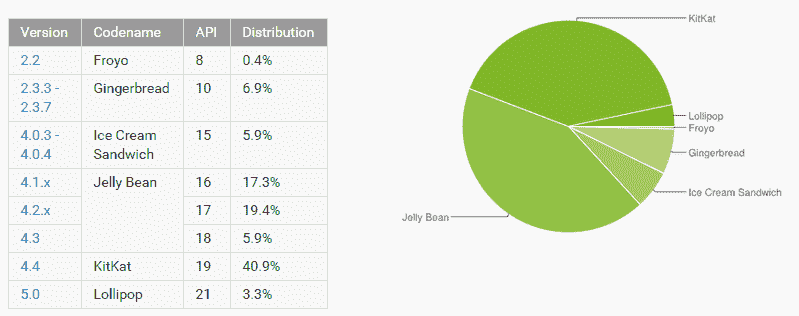 Version Codename API Distribution
2.2 Froyo 8 0.4%
2.3.3 - Gingerbread 10 6.9%
2.3.7
4.0.3 - Ice Cream 15 5.9%
4.0.4 Sandwich
4.1.x Jelly Bean 16 17.3%
4.2.x 17 19.4%
4.3 18 5.9%
4.4 KitKat 19 40.9%
5.0 Lollipop 21 3.3%
KitKat
Lollipop
Froyo
Gingerbread
Ice Cream Sandwich
Jelly Bean